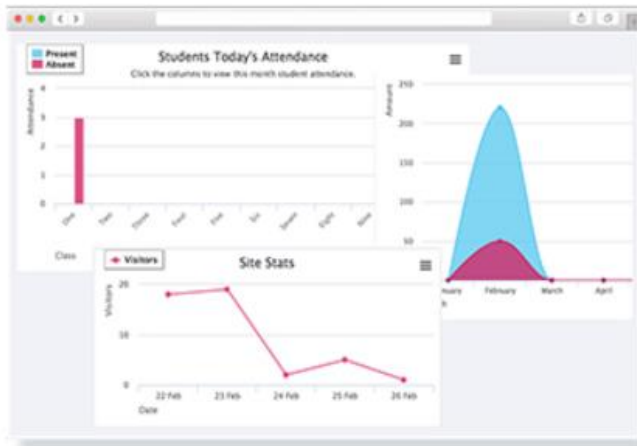 Present
Absent
Students Today's Attendance
Click the columns to view this month student attendance.
Attendance
4
3
2
1
0
One
Two
Three
Four
Five
Six
Seven
Eight
Nine
Class
Amount
250
200
150
100
50
uary
February
March
April
Visitors
Site Stats
Visitors
20
10
0
22 Feb
23 Feb
24 Feb
25 Feb
26 Feb
Date